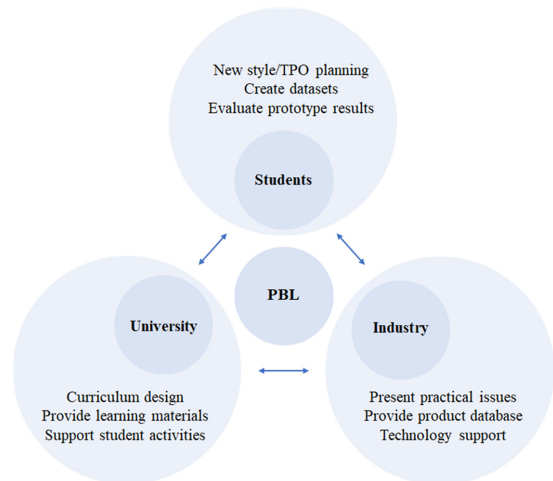 New style/TPO planning
Create datasets
Evaluate prototype results
Students
PBL
University
Industry
Curriculum design
Provide learning materials
Support student activities
Present practical issues
Provide product database
Technology support